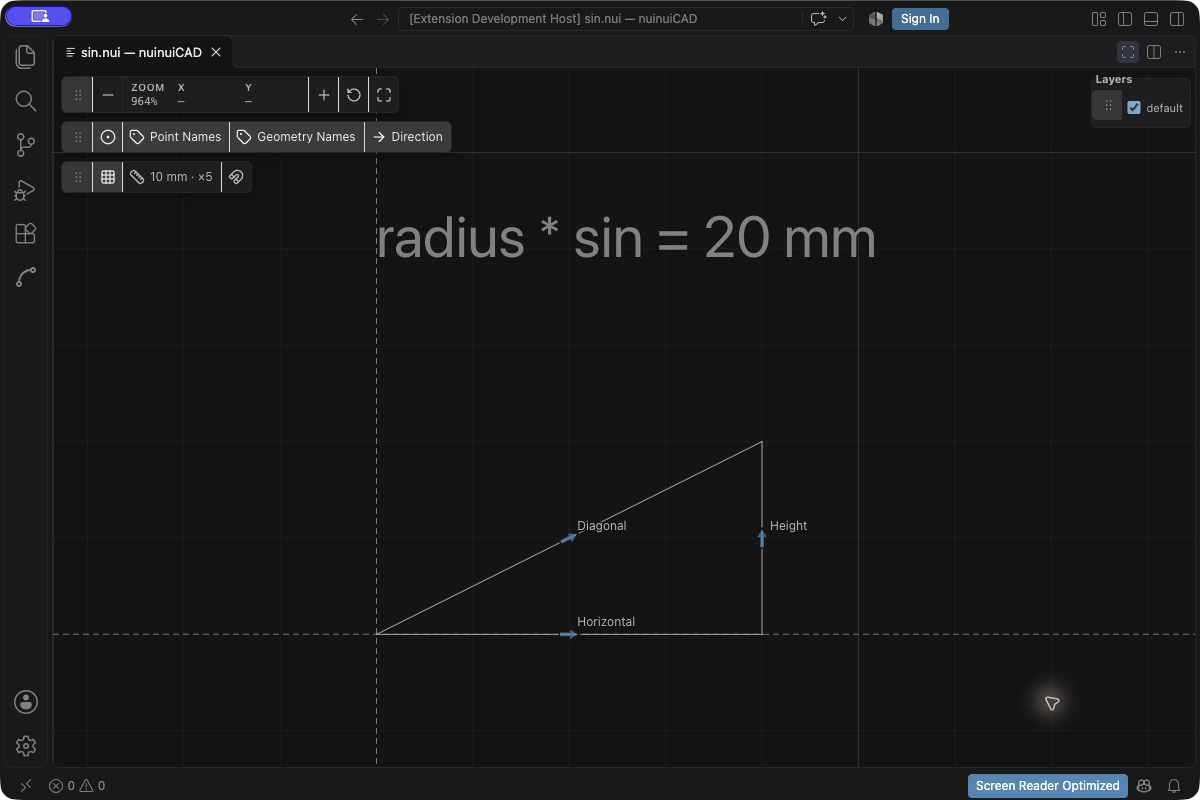 [Extension Development Host] sin.nui — nuinuiCAD
Sign In
sin.nui — nuinuiCAD
ZOOM X Y
964% – –
Layers
default
Point Names Geometry Names Direction
10 mm · ×5
radius * sin = 20 mm
Diagonal
Height
Horizontal
0 0
Screen Reader Optimized